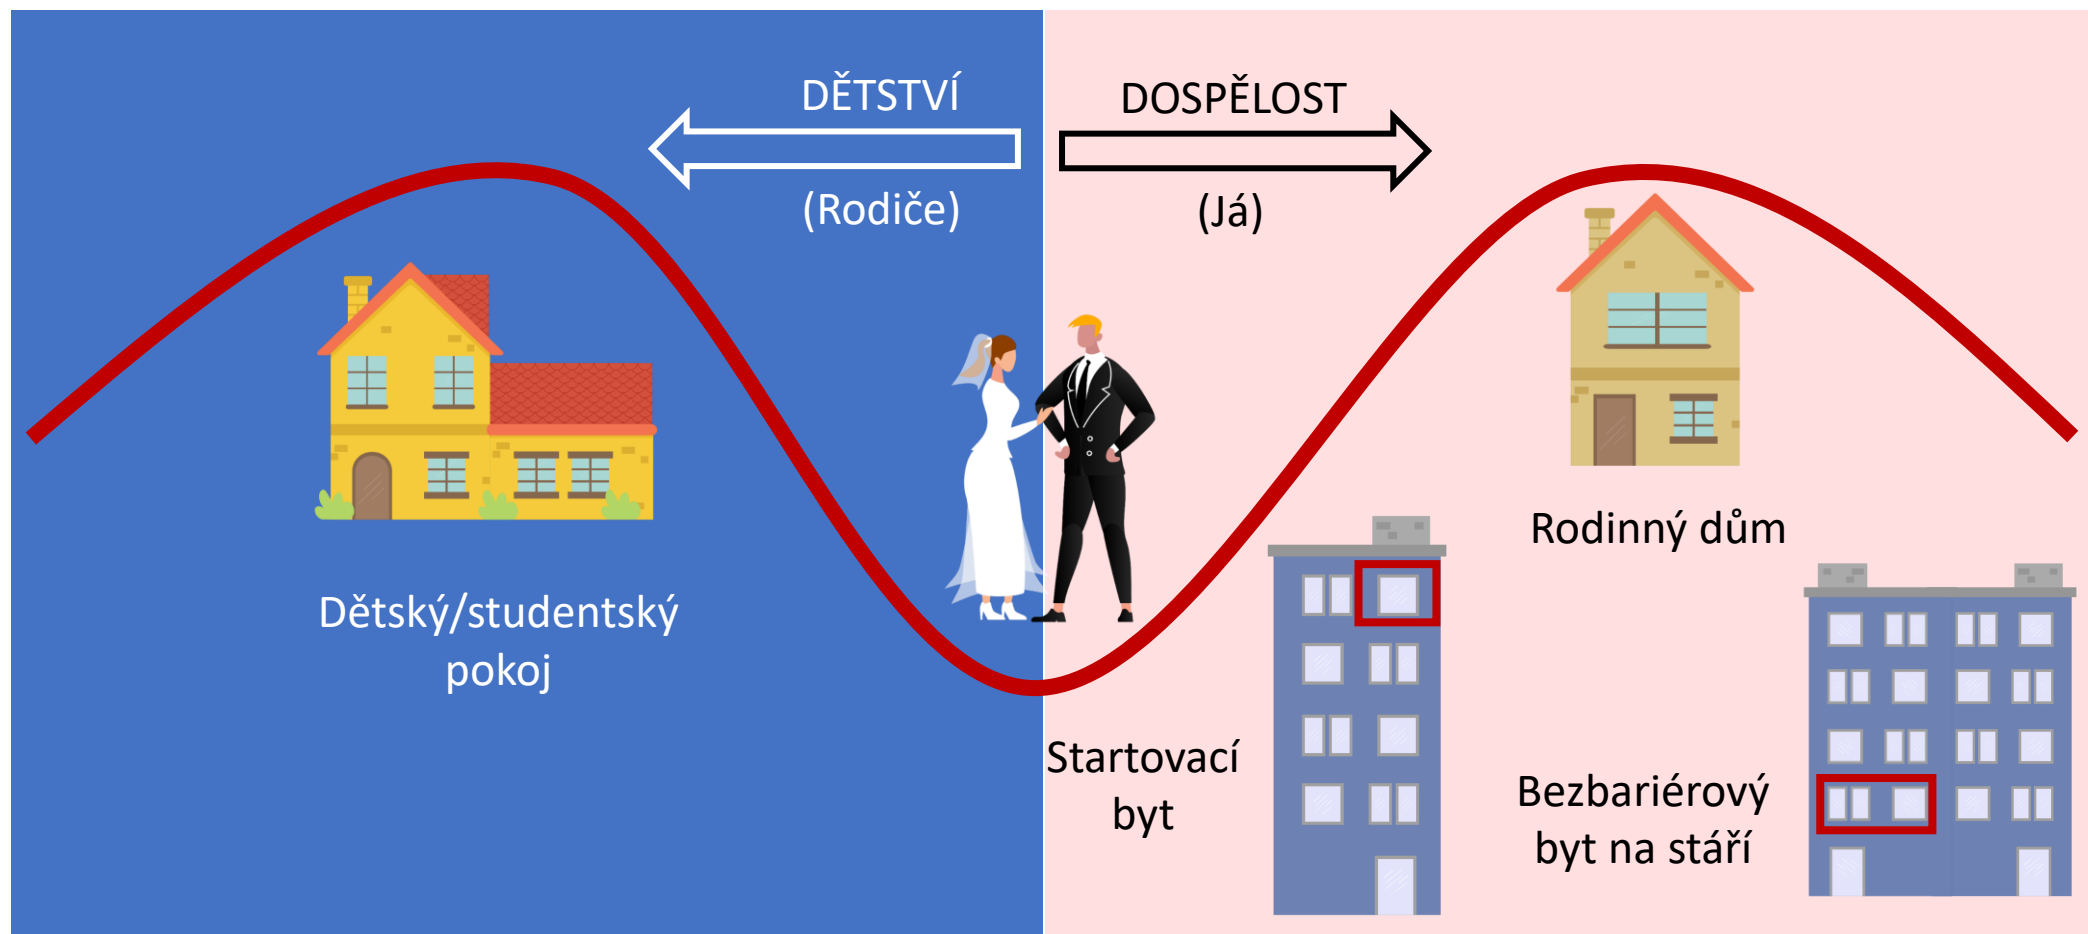 DĚTSTVÍ
(Rodiče)
Dětský/studentský
pokoj
DOSPĚLOST
(Já)
Rodinný dům
Startovací
byt
Bezbariérový
byt na stáří